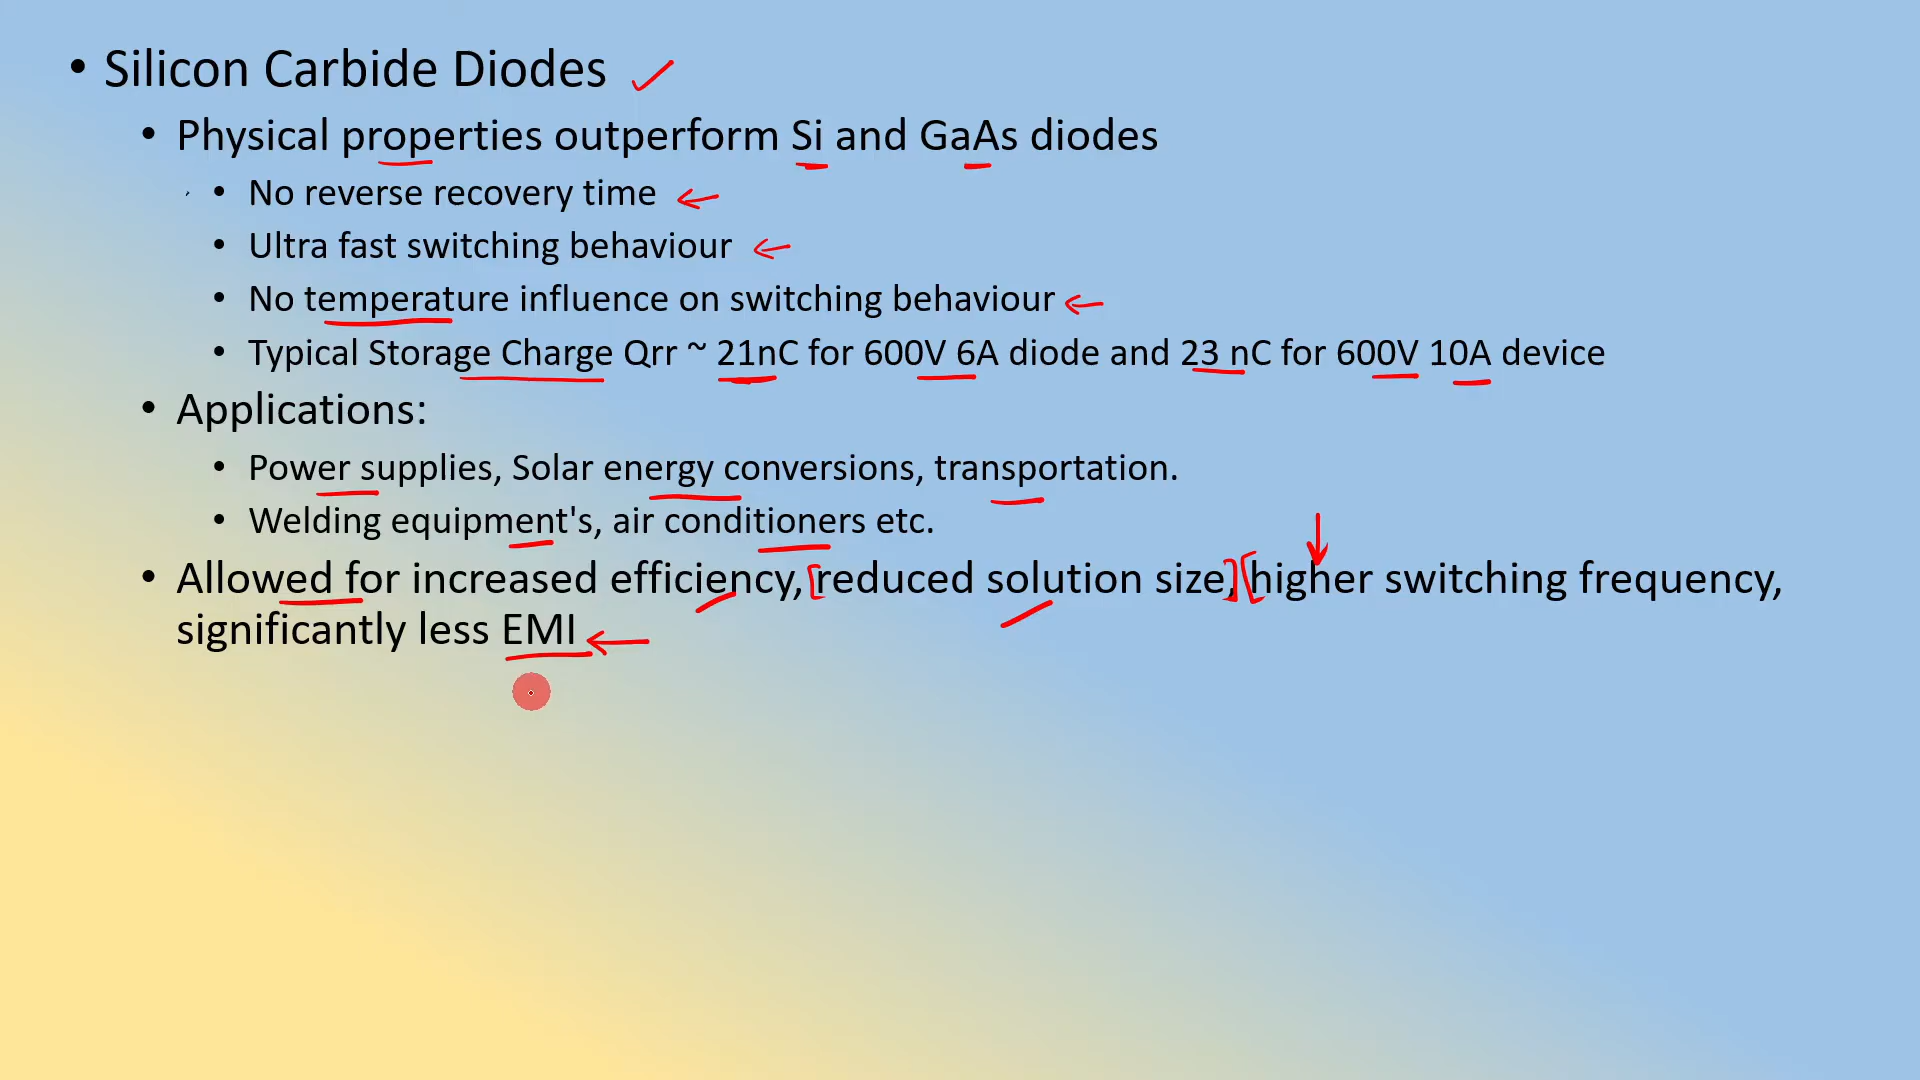 • Silicon Carbide Diodes
• Physical properties outperform Si and GaAs diodes
• No reverse recovery time
• Ultra fast switching behaviour
• No temperature influence on switching behaviour
• Typical Storage Charge Qrr ~ 21nC for 600V 6A diode and 23 nC for 600V 10A device
• Applications:
• Power supplies, Solar energy conversions, transportation.
• Welding equipment's, air conditioners etc.
• Allowed for increased efficiency, reduced solution size, higher switching frequency,
significantly less EMI